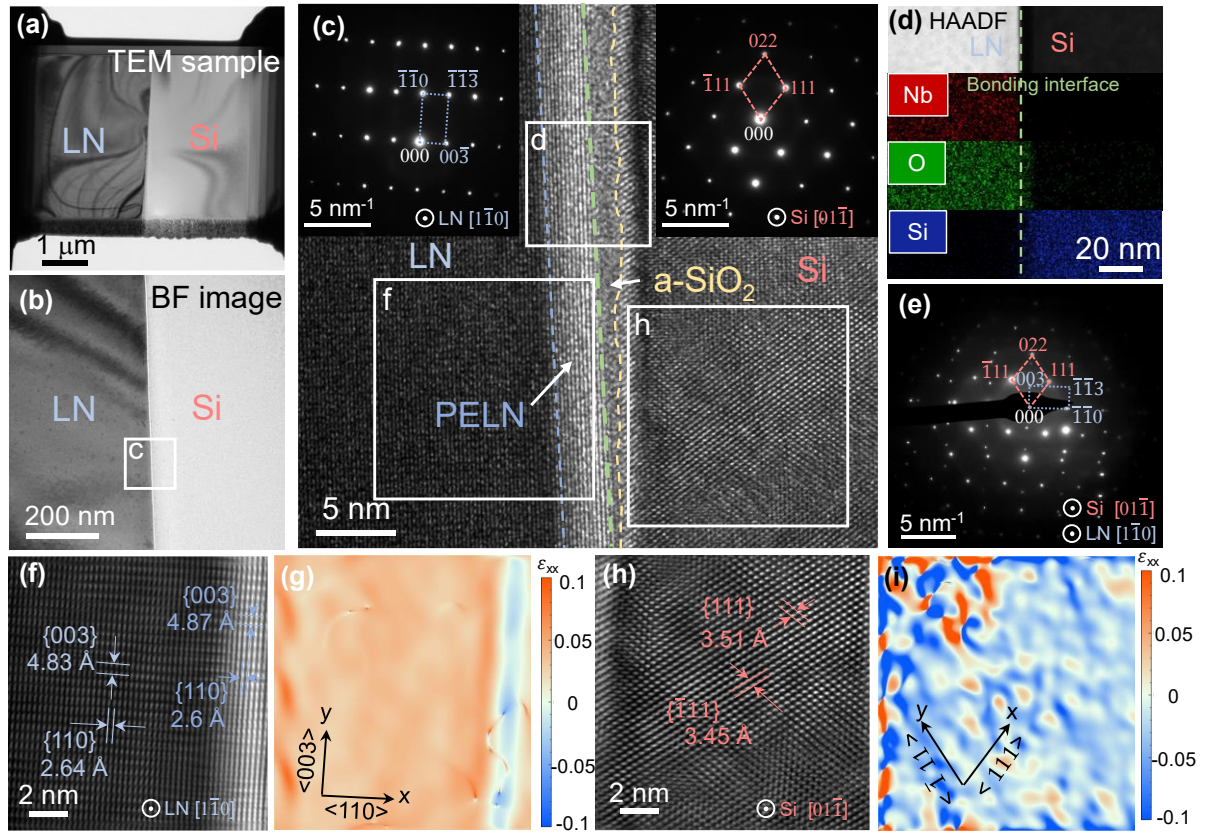 (a)
TEM sample
LN
Si
1 μm
(b)
BF image
LN
Si
c
200 nm
(c)
1̅1̅0
1̅1̅3̅
000
003̅
5 nm⁻¹
LN [11̅0]
d
022
1̅11
111
000
5 nm⁻¹
Si [011̅]
LN
a-SiO₂
Si
f
h
PELN
5 nm
(d)
HAADF
LN
Si
Nb
Bonding interface
O
Si
20 nm
(e)
022
1̅11
003
111
1̅1̅3
000
1̅1̅0
Si [011̅]
5 nm⁻¹
LN [11̅0]
(f)
{003}
4.87 Å
{003}
4.83 Å
{110}
2.6 Å
{110}
2.64 Å
2 nm
LN [11̅0]
(g)
εxx
0.1
0.05
0
-0.05
-0.1
y
<003>
x
<110>
(h)
{111}
3.51 Å
{1̅11}
3.45 Å
2 nm
Si [011̅]
(i)
εxx
0.1
0.05
0
-0.05
-0.1
y
x
<1̅11>
<111>